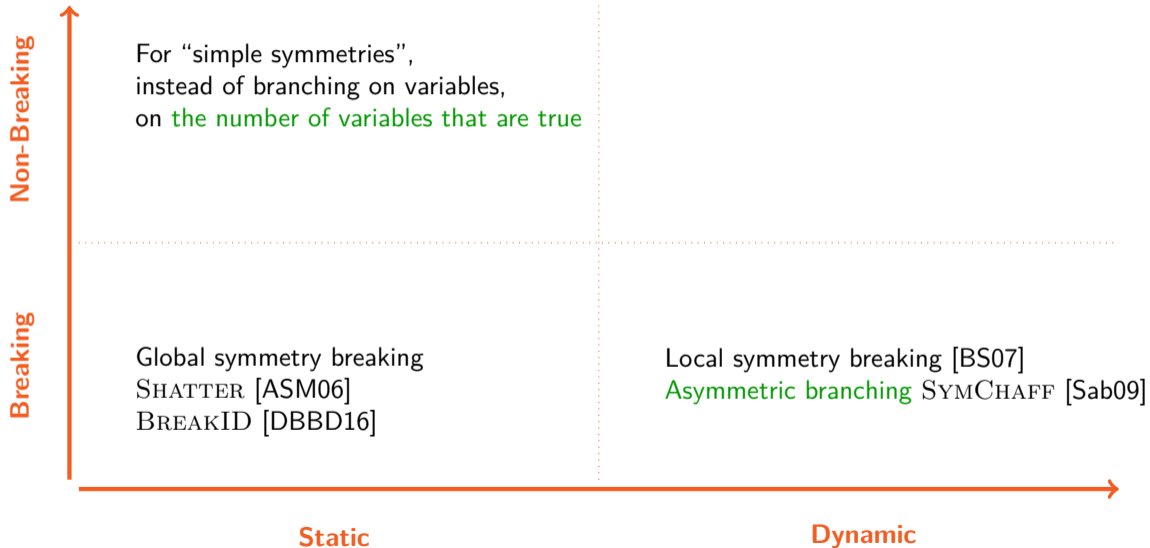 Non-Breaking
For “simple symmetries”,
instead of branching on variables,
on the number of variables that are true
Breaking
Global symmetry breaking
SHATTER [ASM06]
BREAKID [DBBD16]
Local symmetry breaking [BS07]
Asymmetric branching SYMCHAFF [Sab09]
Static
Dynamic